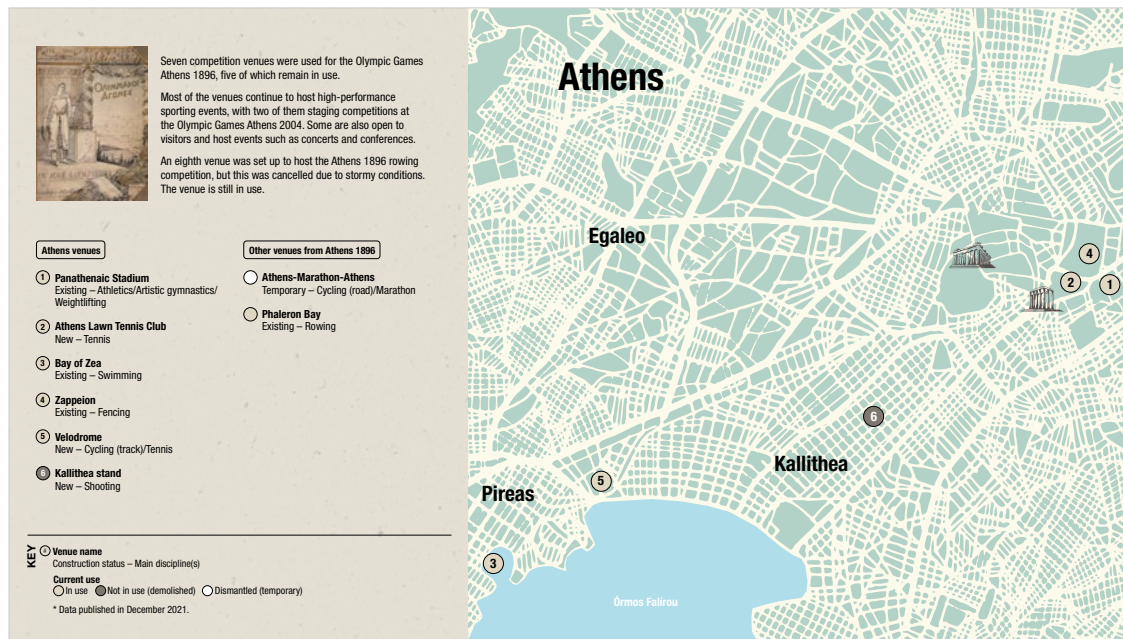 Seven competition venues were used for the Olympic Games
Athens 1896, five of which remain in use.
Most of the venues continue to host high-performance
sporting events, with two of them staging competitions at
the Olympic Games Athens 2004. Some are also open to
visitors and host events such as concerts and conferences.
An eighth venue was set up to host the Athens 1896 rowing
competition, but this was cancelled due to stormy conditions.
The venue is still in use.
Athens venues
1 Panathenaic Stadium
Existing – Athletics/Artistic gymnastics/
Weightlifting
2 Athens Lawn Tennis Club
New – Tennis
3 Bay of Zea
Existing – Swimming
4 Zappeion
Existing – Fencing
5 Velodrome
New – Cycling (track)/Tennis
6 Kallithea stand
New – Shooting
Other venues from Athens 1896
Athens-Marathon-Athens
Temporary – Cycling (road)/Marathon
Phaleron Bay
Existing – Rowing
KEY
Venue name
Construction status – Main discipline(s)
Current use
In use Not in use (demolished) Dismantled (temporary)
* Data published in December 2021.
Athens
Egaleo
4
2
1
6
Kallithea
5
Pireas
3
Órmos Falírou